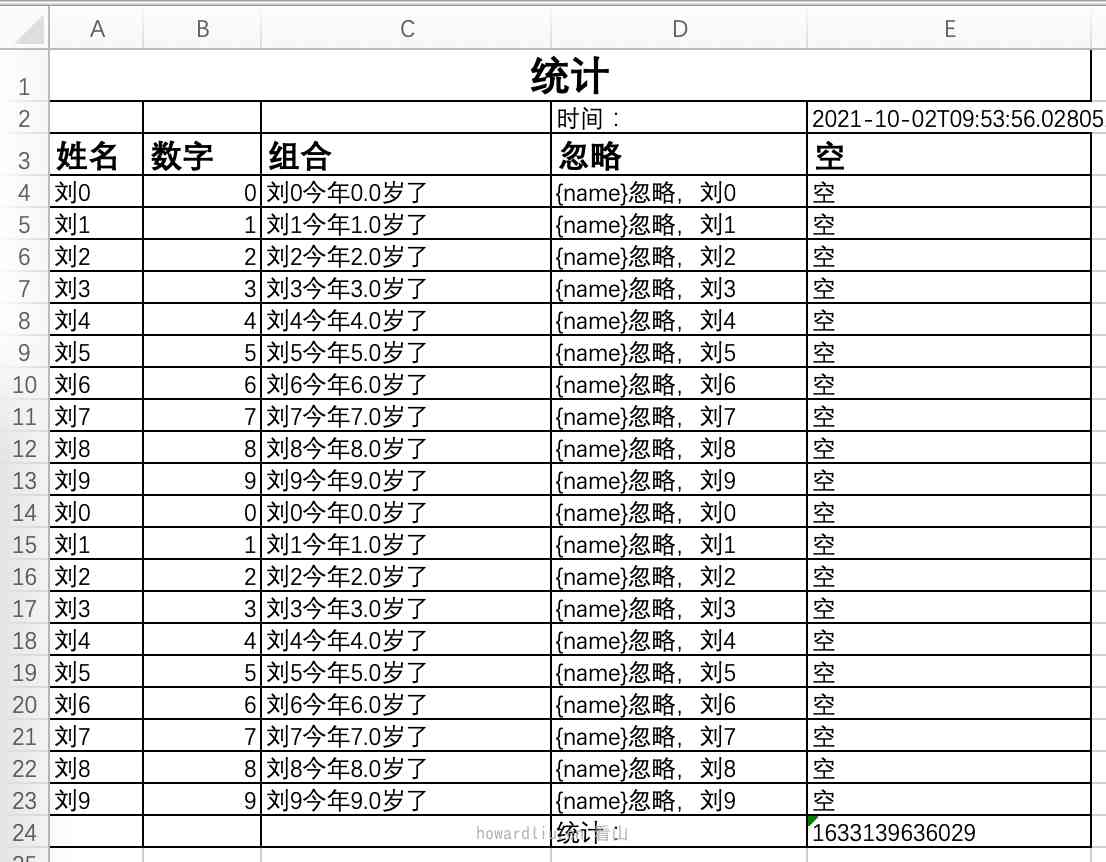 A B C D E
1 统计
2 时间： 2021-10-02T09:53:56.02805
3 姓名 数字 组合 忽略 空
4 刘0 0 刘0今年0.0岁了 {name}忽略，刘0 空
5 刘1 1 刘1今年1.0岁了 {name}忽略，刘1 空
6 刘2 2 刘2今年2.0岁了 {name}忽略，刘2 空
7 刘3 3 刘3今年3.0岁了 {name}忽略，刘3 空
8 刘4 4 刘4今年4.0岁了 {name}忽略，刘4 空
9 刘5 5 刘5今年5.0岁了 {name}忽略，刘5 空
10 刘6 6 刘6今年6.0岁了 {name}忽略，刘6 空
11 刘7 7 刘7今年7.0岁了 {name}忽略，刘7 空
12 刘8 8 刘8今年8.0岁了 {name}忽略，刘8 空
13 刘9 9 刘9今年9.0岁了 {name}忽略，刘9 空
14 刘0 0 刘0今年0.0岁了 {name}忽略，刘0 空
15 刘1 1 刘1今年1.0岁了 {name}忽略，刘1 空
16 刘2 2 刘2今年2.0岁了 {name}忽略，刘2 空
17 刘3 3 刘3今年3.0岁了 {name}忽略，刘3 空
18 刘4 4 刘4今年4.0岁了 {name}忽略，刘4 空
19 刘5 5 刘5今年5.0岁了 {name}忽略，刘5 空
20 刘6 6 刘6今年6.0岁了 {name}忽略，刘6 空
21 刘7 7 刘7今年7.0岁了 {name}忽略，刘7 空
22 刘8 8 刘8今年8.0岁了 {name}忽略，刘8 空
23 刘9 9 刘9今年9.0岁了 {name}忽略，刘9 空
24 统计： 1633139636029